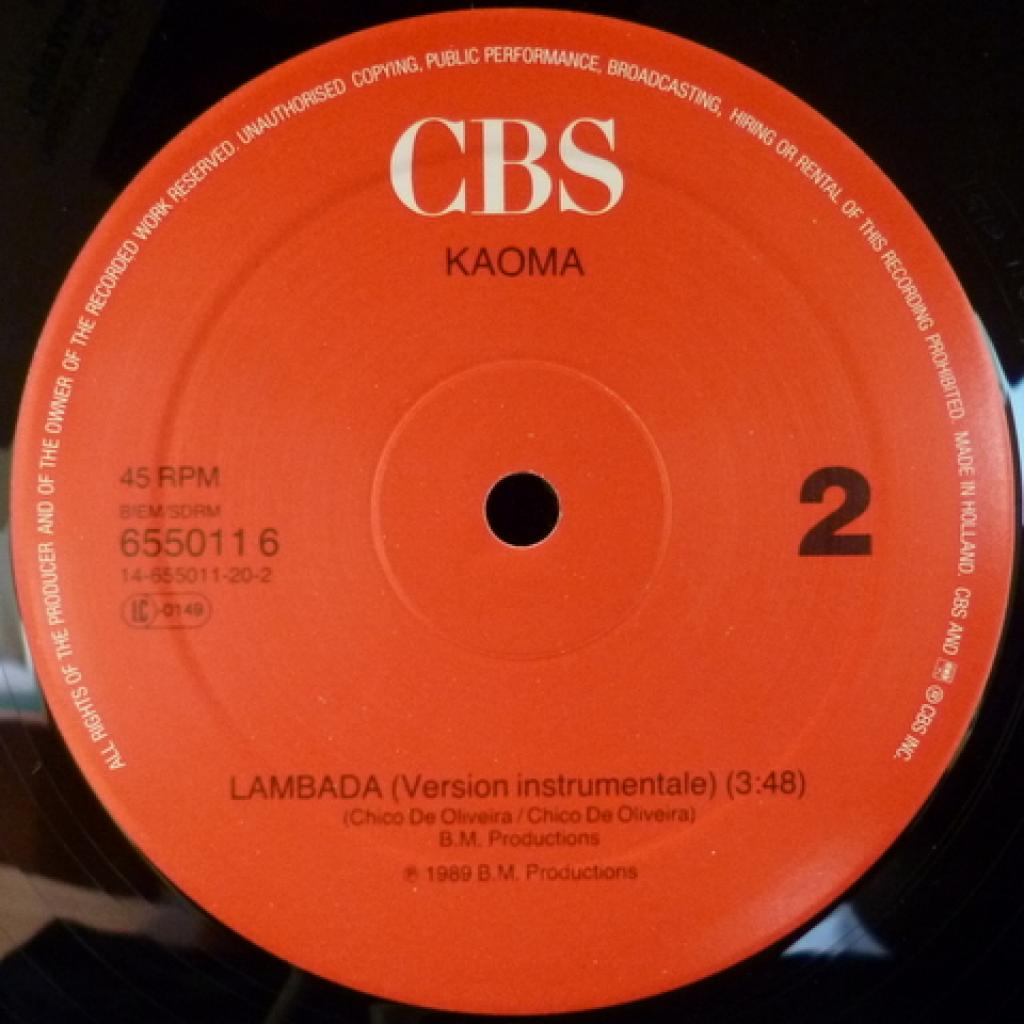 ALL RIGHTS OF THE PRODUCER AND OF THE OWNER OF THE RECORDED WORK RESERVED. UNAUTHORISED COPYING, PUBLIC PERFORMANCE, BROADCASTING, HIRING OR RENTAL OF THIS RECORDING PROHIBITED. MADE IN HOLLAND. CBS AND ℗ CBS INC.
CBS
KAOMA
45 RPM
BIEM/SDRM
655011 6
14-655011-20-2
LC-0149
2
LAMBADA (Version instrumentale) (3:48)
(Chico De Oliveira / Chico De Oliveira)
B.M. Productions
℗ 1989 B.M. Productions